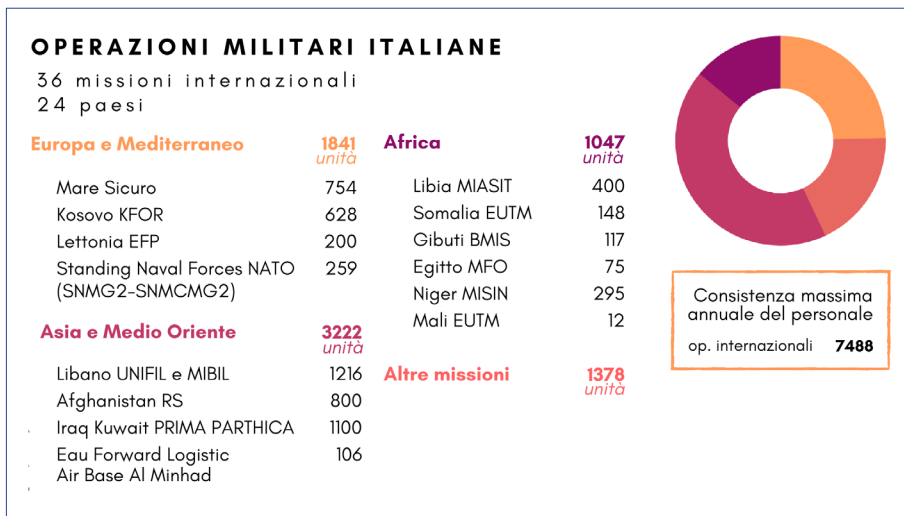 OPERAZIONI MILITARI ITALIANE
36 missioni internazionali
24 paesi
Europa e Mediterraneo 1841
unità
Mare Sicuro 754
Kosovo KFOR 628
Lettonia EFP 200
Standing Naval Forces NATO 259
(SNMG2-SNMCMG2)
Asia e Medio Oriente 3222
unità
Libano UNIFIL e MIBIL 1216
Afghanistan RS 800
Iraq Kuwait PRIMA PARTHICA 1100
Eau Forward Logistic 106
Air Base Al Minhad
Africa 1047
unità
Libia MIASIT 400
Somalia EUTM 148
Gibuti BMIS 117
Egitto MFO 75
Niger MISIN 295
Mali EUTM 12
Altre missioni 1378
unità
Consistenza massima
annuale del personale
op. internazionali 7488